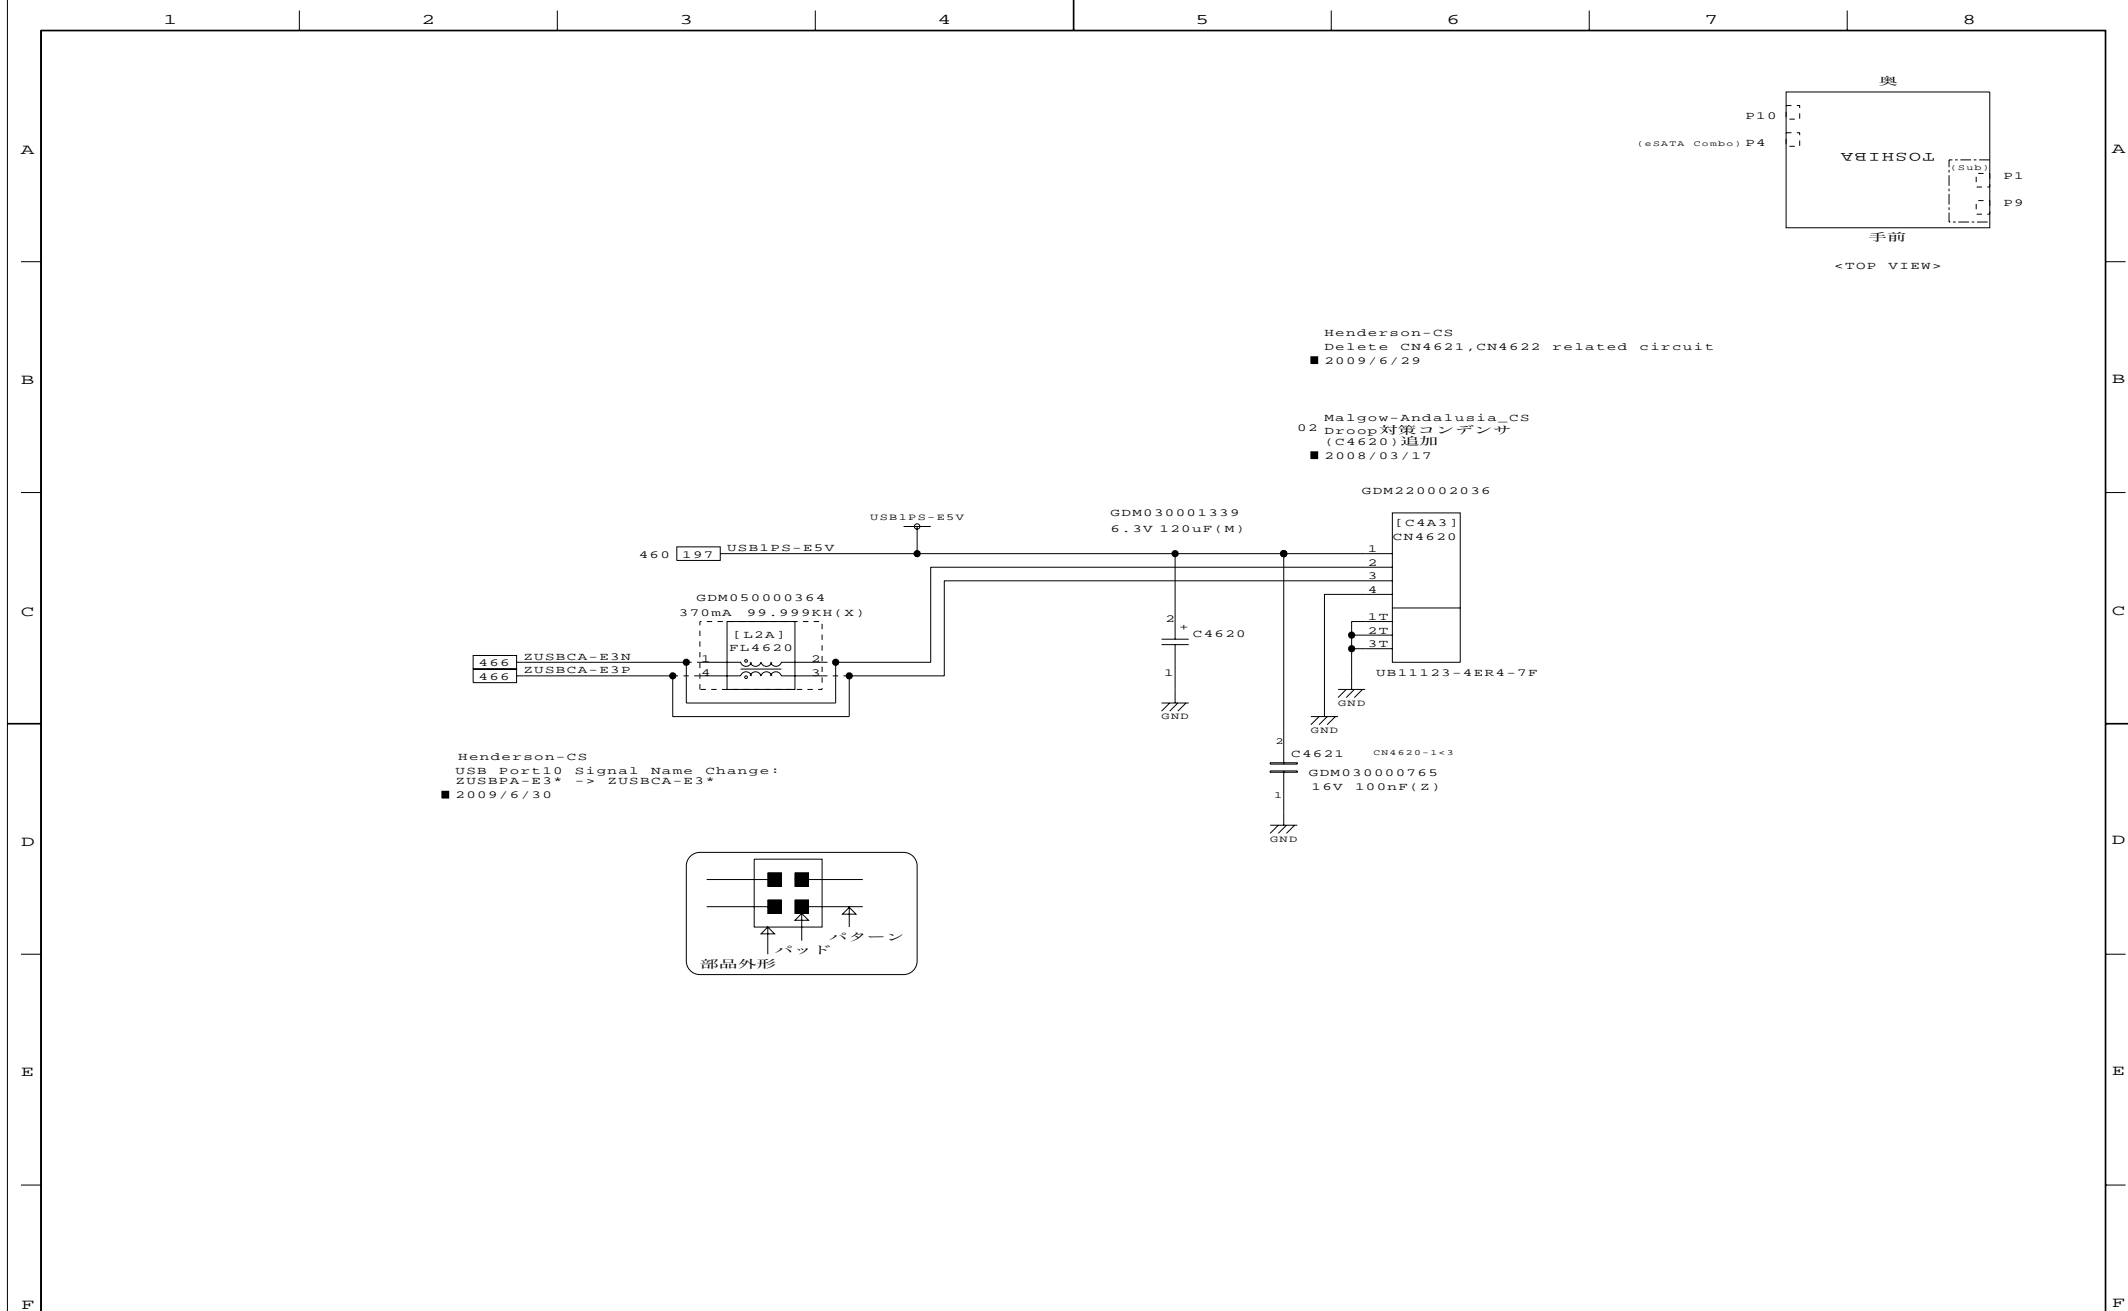 1 2 3 4 5 6 7 8
A
B
C
D
E
F
A
B
C
D
E
F
奥
P10
(eSATA Combo) P4
TOSHIBA
(Sub)
P1
P9
手前
<TOP VIEW>
Henderson-CS
Delete CN4621,CN4622 related circuit
■ 2009/6/29
Malgow-Andalusia_CS
02 Droop対策コンデンサ
(C4620)追加
■ 2008/03/17
GDM220002036
[C4A3]
CN4620
1
2
3
4
1T
2T
3T
UB11123-4ER4-7F
GND
GND
USB1PS-E5V
460 197 USB1PS-E5V
GDM030001339
6.3V 120uF(M)
2
+
C4620
1
GND
GDM050000364
370mA 99.999KH(X)
[L2A]
FL4620
1 2
4 3
466 ZUSBCA-E3N
466 ZUSBCA-E3P
2
C4621 CN4620-1<3
GDM030000765
16V 100nF(Z)
1
GND
Henderson-CS
USB Port10 Signal Name Change:
ZUSBPA-E3* -> ZUSBCA-E3*
■ 2009/6/30
パターン
パッド
部品外形